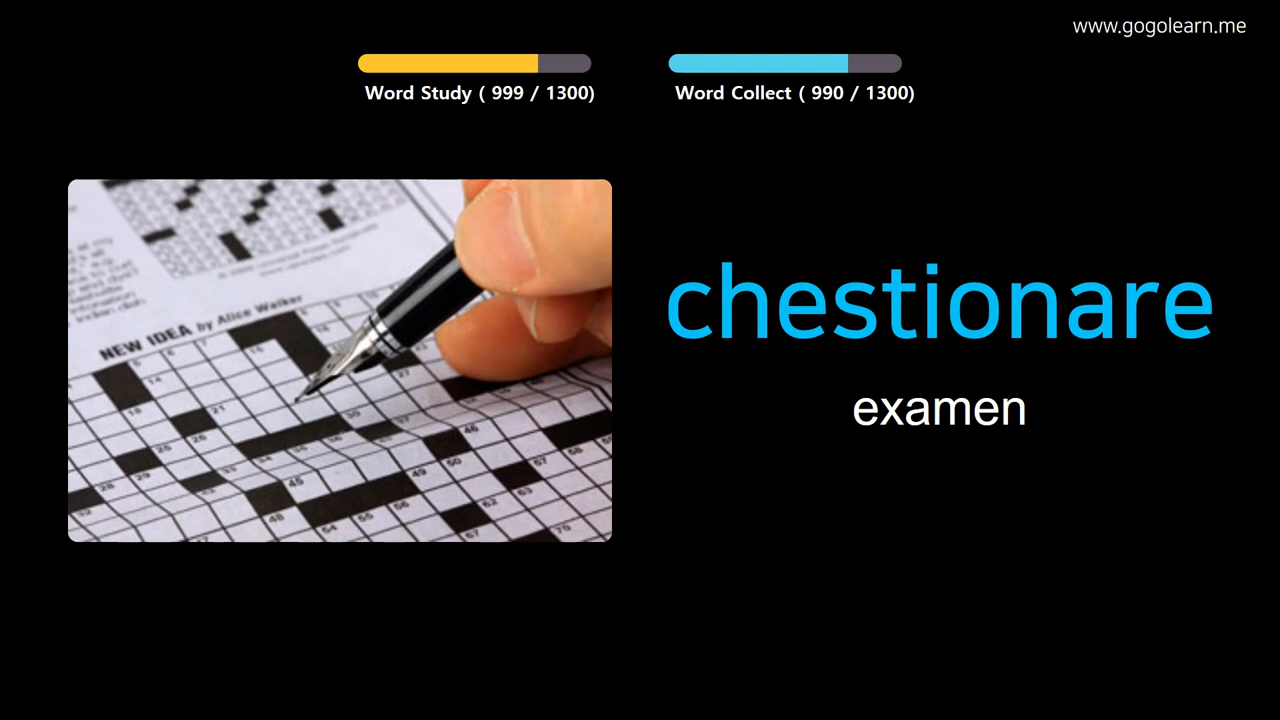 www.gogolearn.me
Word Study ( 999 / 1300)
Word Collect ( 990 / 1300)
NEW IDEA by Alice Walker
chestionare
examen